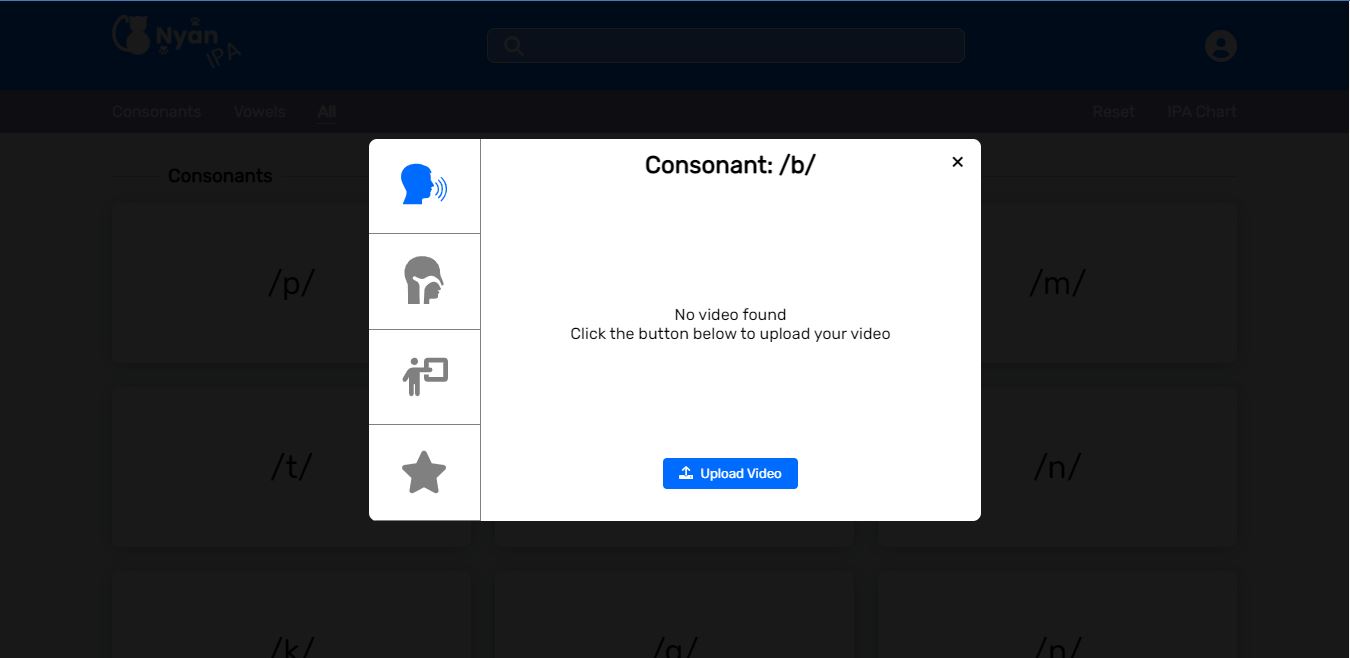 Nyan
IPA
Consonants Vowels All Reset IPA Chart
Consonants
Consonant: /b/
/p/ /m/
No video found
Click the button below to upload your video
/t/ /n/
Upload Video
/k/